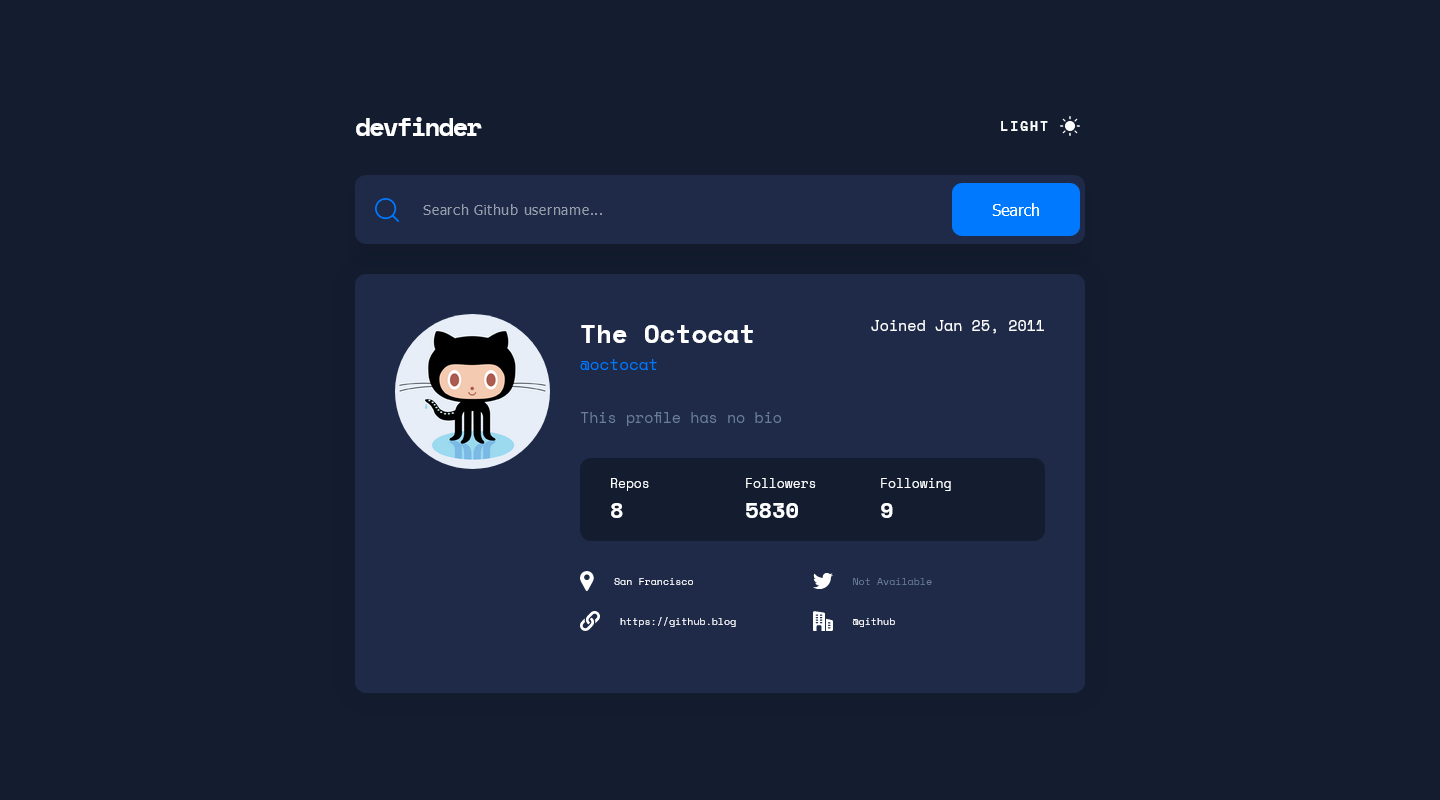 devfinder
LIGHT
Search Github username...
Search
The Octocat
Joined Jan 25, 2011
@octocat
This profile has no bio
Repos
Followers
Following
8
5830
9
San Francisco
Not Available
https://github.blog
@github